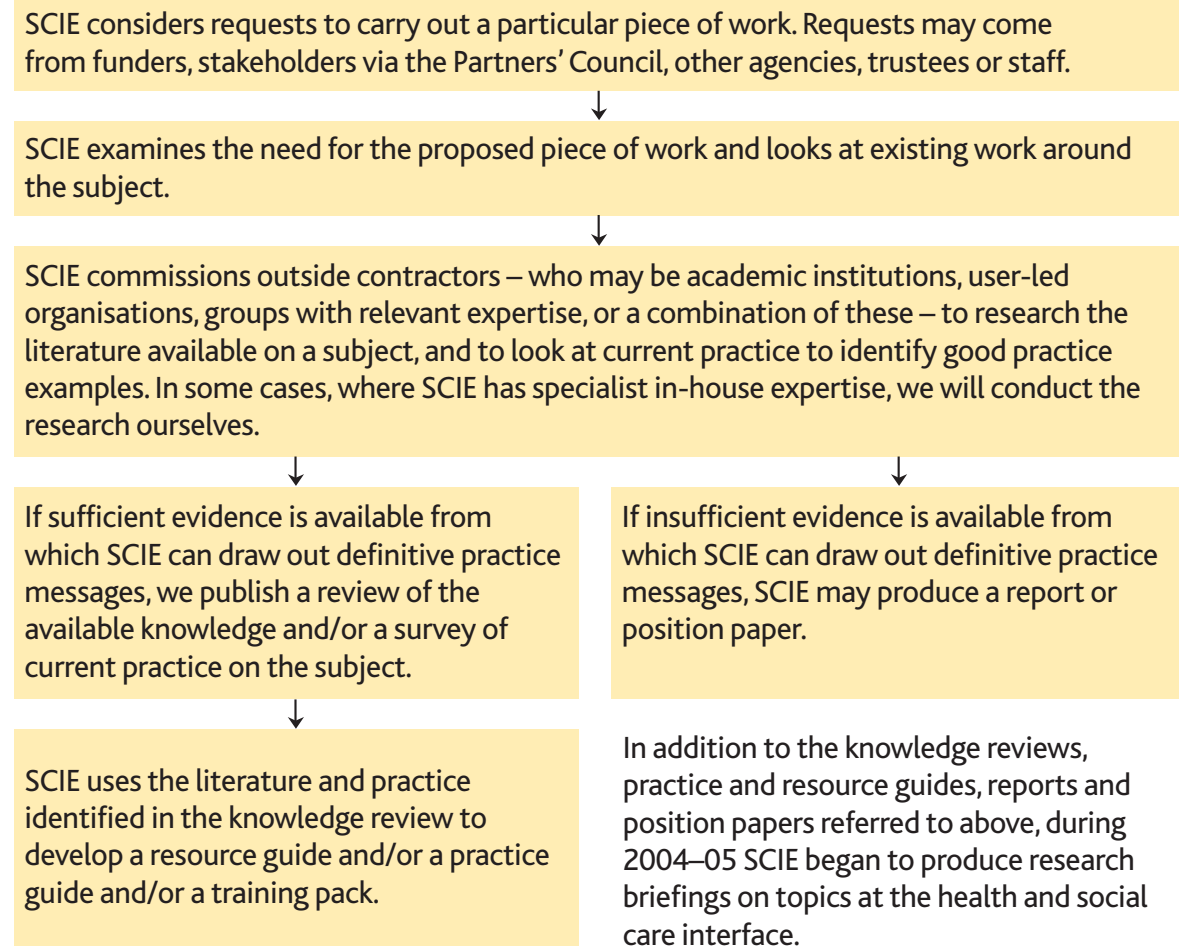 SCIE considers requests to carry out a particular piece of work. Requests may come
from funders, stakeholders via the Partners’ Council, other agencies, trustees or staff.
SCIE examines the need for the proposed piece of work and looks at existing work around
the subject.
SCIE commissions outside contractors – who may be academic institutions, user-led
organisations, groups with relevant expertise, or a combination of these – to research the
literature available on a subject, and to look at current practice to identify good practice
examples. In some cases, where SCIE has specialist in-house expertise, we will conduct the
research ourselves.
If sufficient evidence is available from
which SCIE can draw out definitive practice
messages, we publish a review of the
available knowledge and/or a survey of
current practice on the subject.
If insufficient evidence is available from
which SCIE can draw out definitive practice
messages, SCIE may produce a report or
position paper.
SCIE uses the literature and practice
identified in the knowledge review to
develop a resource guide and/or a practice
guide and/or a training pack.
In addition to the knowledge reviews,
practice and resource guides, reports and
position papers referred to above, during
2004–05 SCIE began to produce research
briefings on topics at the health and social
care interface.